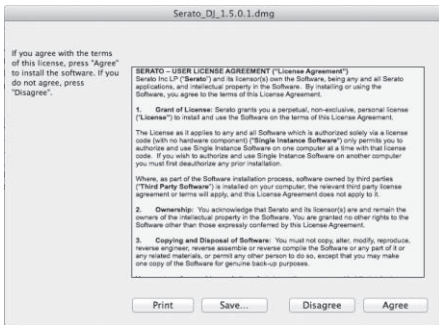 Serato_DJ_1.5.0.1.dmg
If you agree with the terms
of this license, press "Agree"
to install the software. If you
do not agree, press
"Disagree".
SERATO – USER LICENSE AGREEMENT ("License Agreement")
Serato Inc LP ("Serato") and its licensor(s) own the Software, being any and all Serato
applications, and intellectual property in the Software. By installing or using the
Software, you agree to the terms of this License Agreement.
1. Grant of License: Serato grants you a perpetual, non-exclusive, personal license
("License") to install and use the Software on the terms of this License Agreement.
The License as it applies to any and all Software which is authorized solely via a license
code (with no hardware component) ("Single Instance Software") only permits you to
authorize and use Single Instance Software on one computer at a time with that license
code. If you wish to authorize and use Single Instance Software on another computer
you must first deauthorize any prior installation.
Where, as part of the Software installation process, software owned by third parties
("Third Party Software") is installed on your computer, the relevant third party license
agreement or terms will apply, and this License Agreement does not apply to it.
2. Ownership: You acknowledge that Serato and its licensor(s) are and remain the
owners of the intellectual property in the Software. You are granted no other rights to the
Software other than those expressly conferred by this License Agreement.
3. Copying and Disposal of Software: You must not copy, alter, modify, reproduce,
reverse engineer, reverse assemble or reverse compile the Software or any part of it or
any related materials, or permit any other person to do so, except that you may make
one copy of the Software for genuine back-up purposes.
Print Save... Disagree Agree